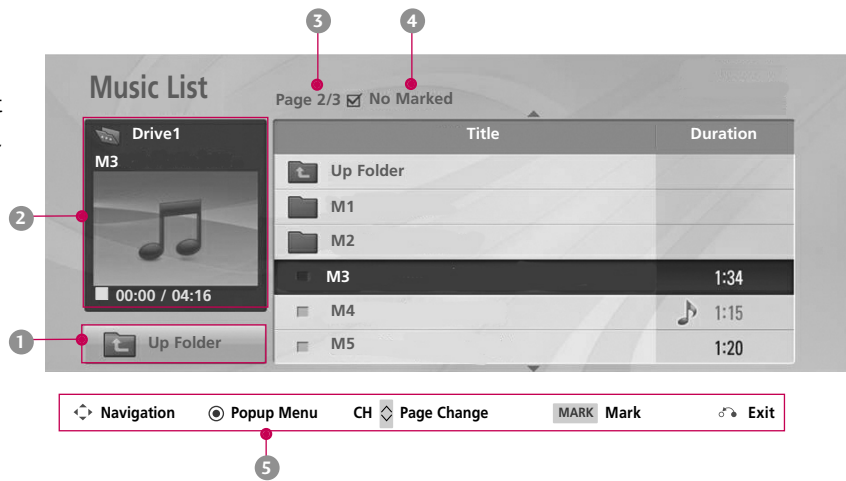 3 4
Music List
Page 2/3 No Marked
Drive1
M3
00:00 / 04:16
Up Folder
Title Duration
Up Folder
M1
M2
M3 1:34
M4 1:15
M5 1:20
2
1
Navigation Popup Menu CH Page Change MARK Mark Exit
5